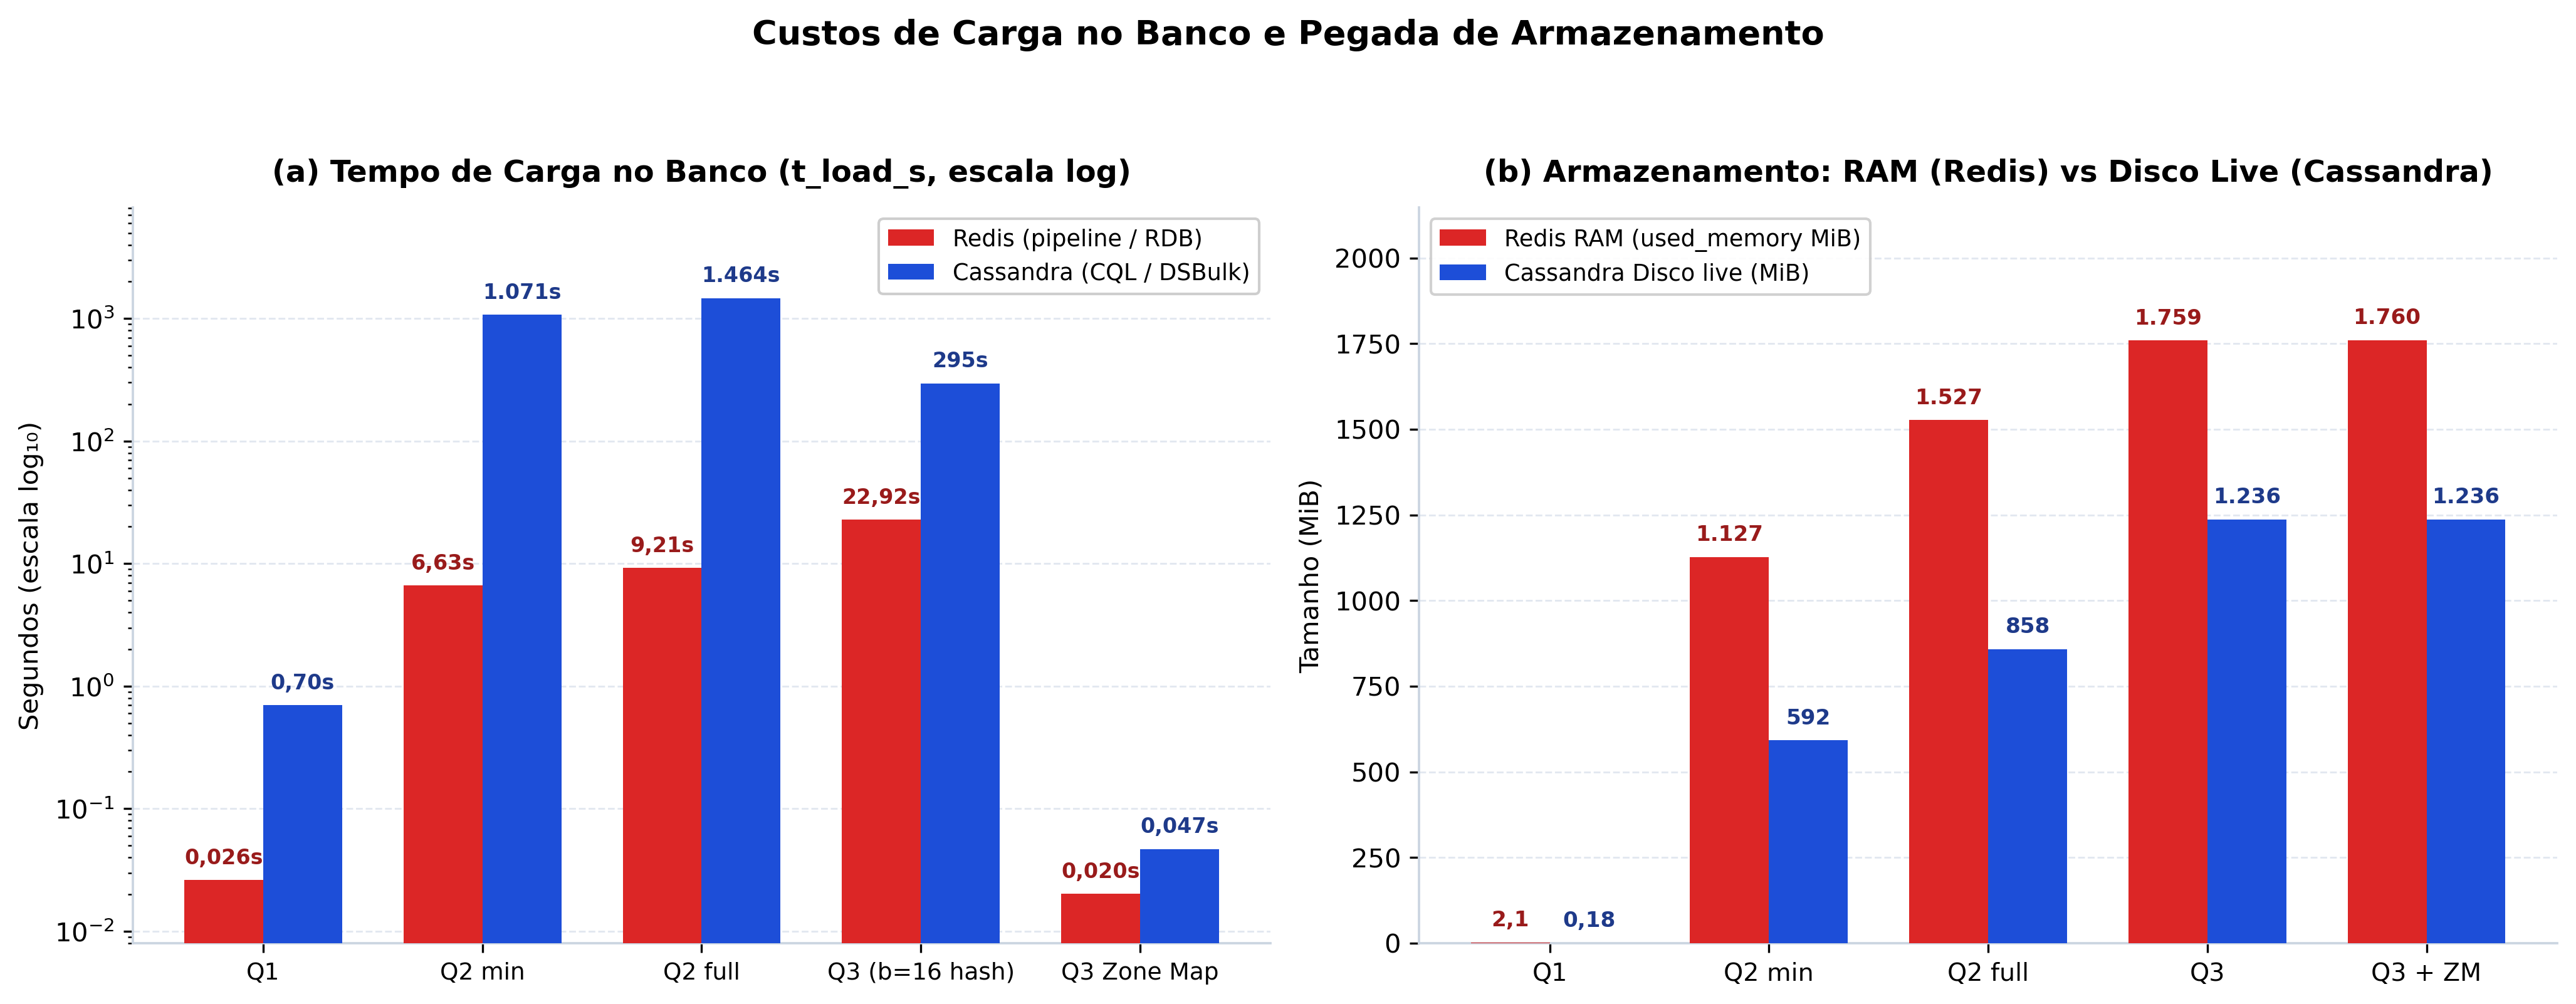 Custos de Carga no Banco e Pegada de Armazenamento
(a) Tempo de Carga no Banco (t_load_s, escala log)
Redis (pipeline / RDB)
Cassandra (CQL / DSBulk)
Segundos (escala log₁₀)
10³
10²
10¹
10⁰
10⁻¹
10⁻²
0,026s
0,70s
6,63s
1.071s
9,21s
1.464s
22,92s
295s
0,020s
0,047s
Q1
Q2 min
Q2 full
Q3 (b=16 hash)
Q3 Zone Map
(b) Armazenamento: RAM (Redis) vs Disco Live (Cassandra)
Redis RAM (used_memory MiB)
Cassandra Disco live (MiB)
Tamanho (MiB)
2000
1750
1500
1250
1000
750
500
250
0
2,1
0,18
1.127
592
1.527
858
1.759
1.236
1.760
1.236
Q1
Q2 min
Q2 full
Q3
Q3 + ZM